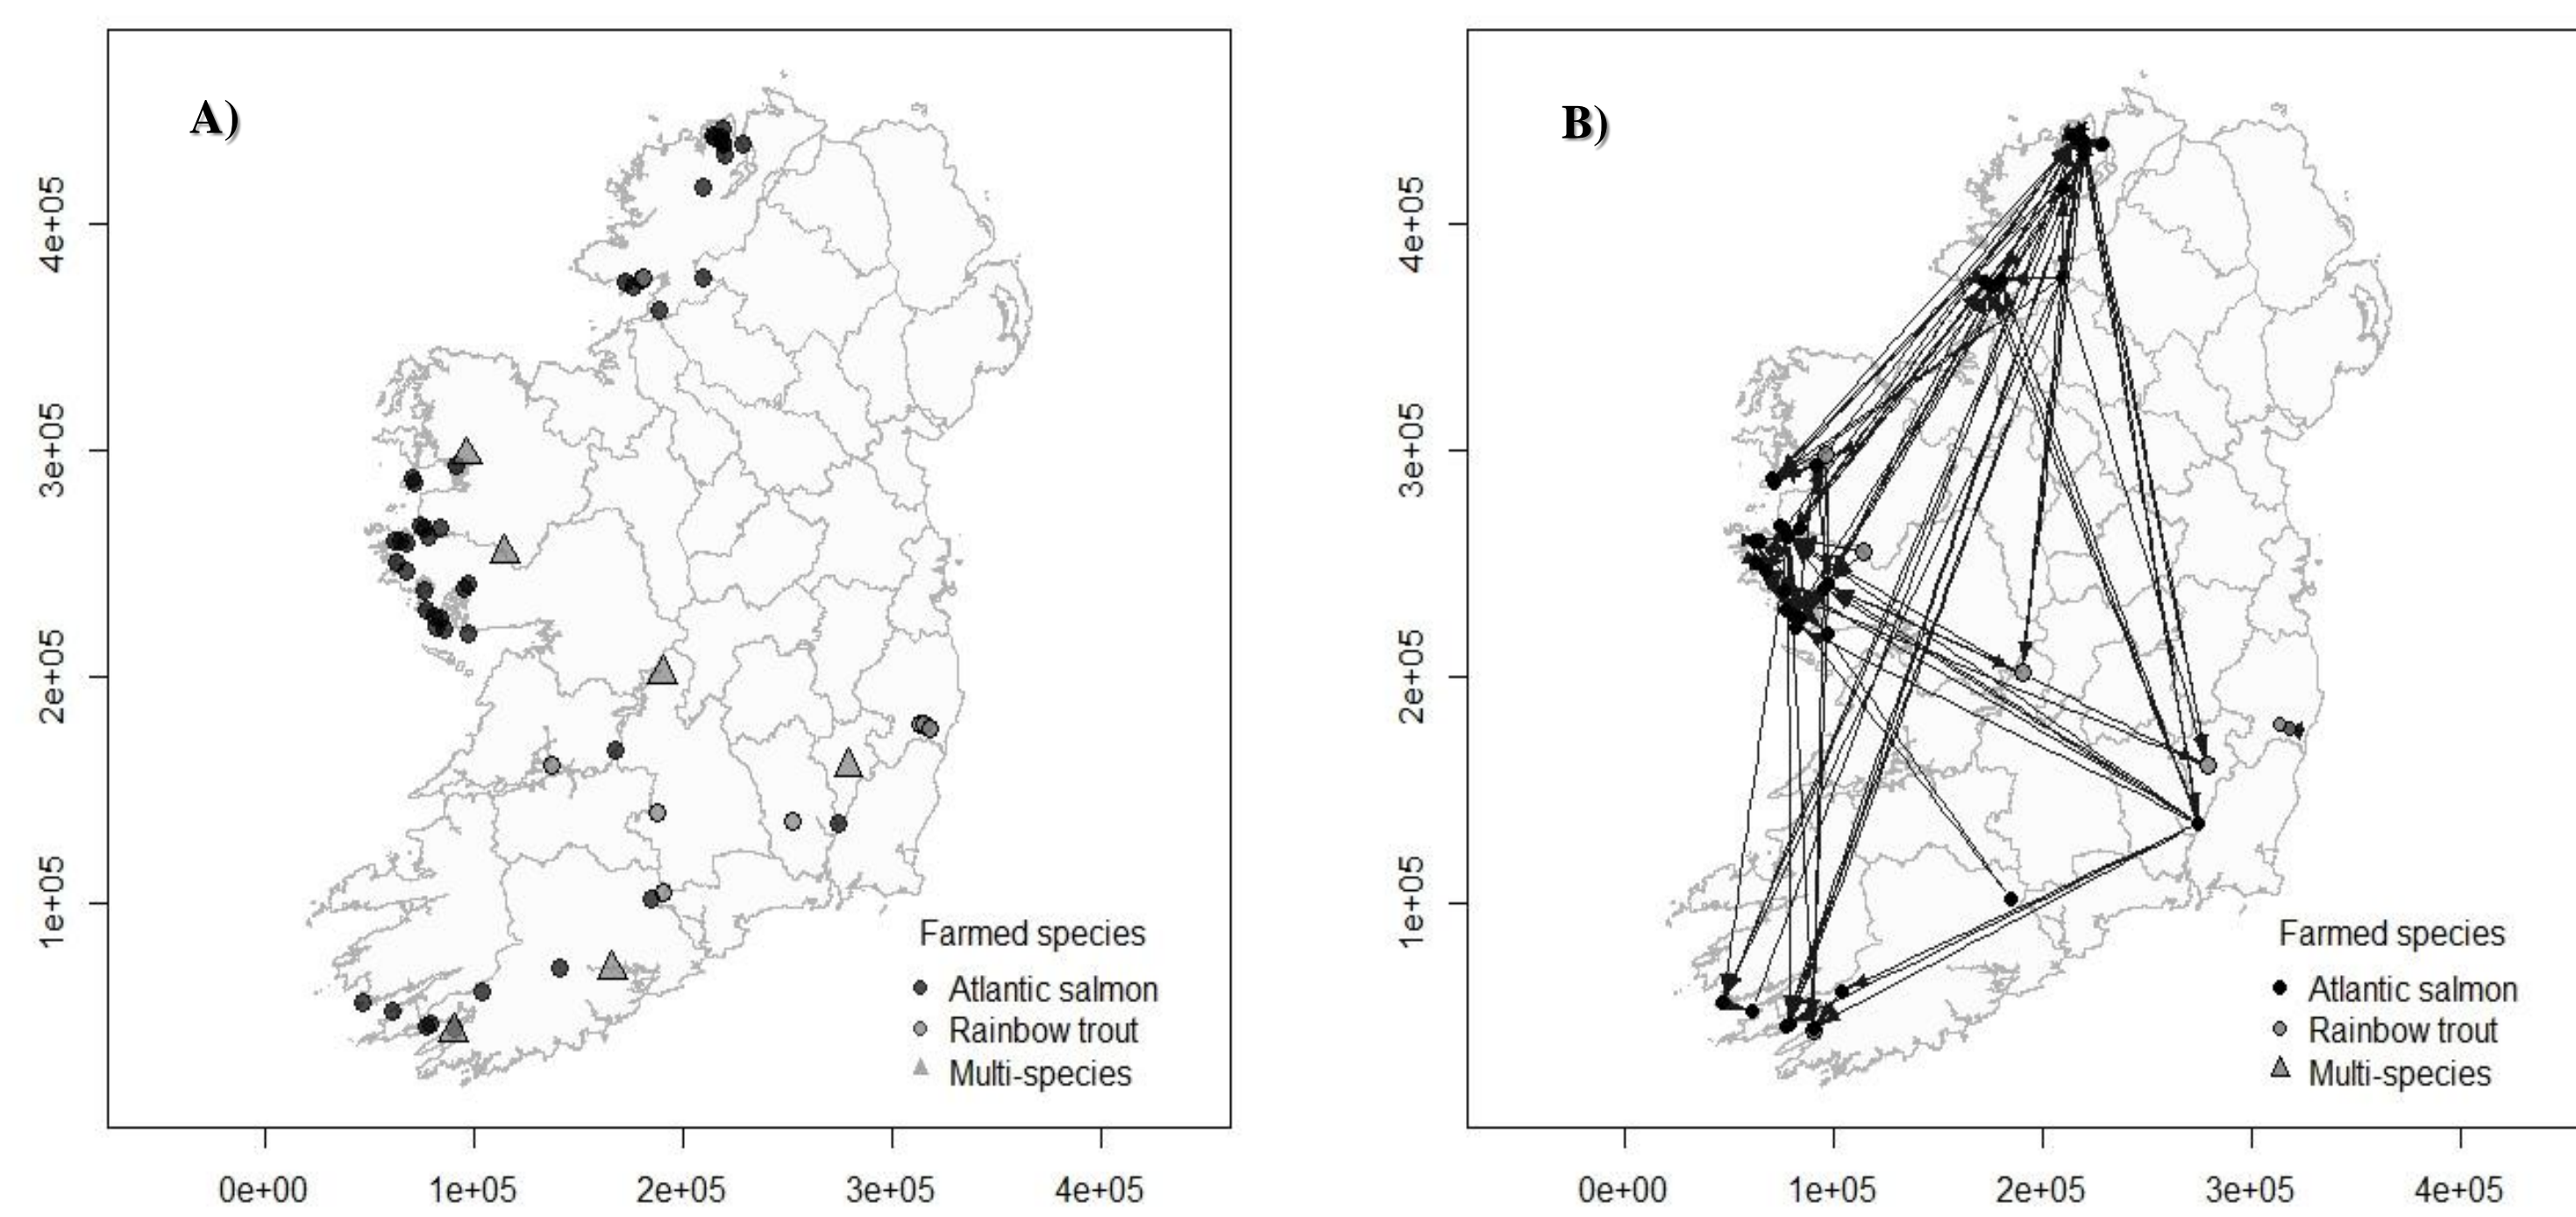 A)
4e+05
3e+05
2e+05
1e+05
Farmed species
Atlantic salmon
Rainbow trout
Multi-species
0e+00 1e+05 2e+05 3e+05 4e+05
B)
4e+05
3e+05
2e+05
1e+05
Farmed species
Atlantic salmon
Rainbow trout
Multi-species
0e+00 1e+05 2e+05 3e+05 4e+05